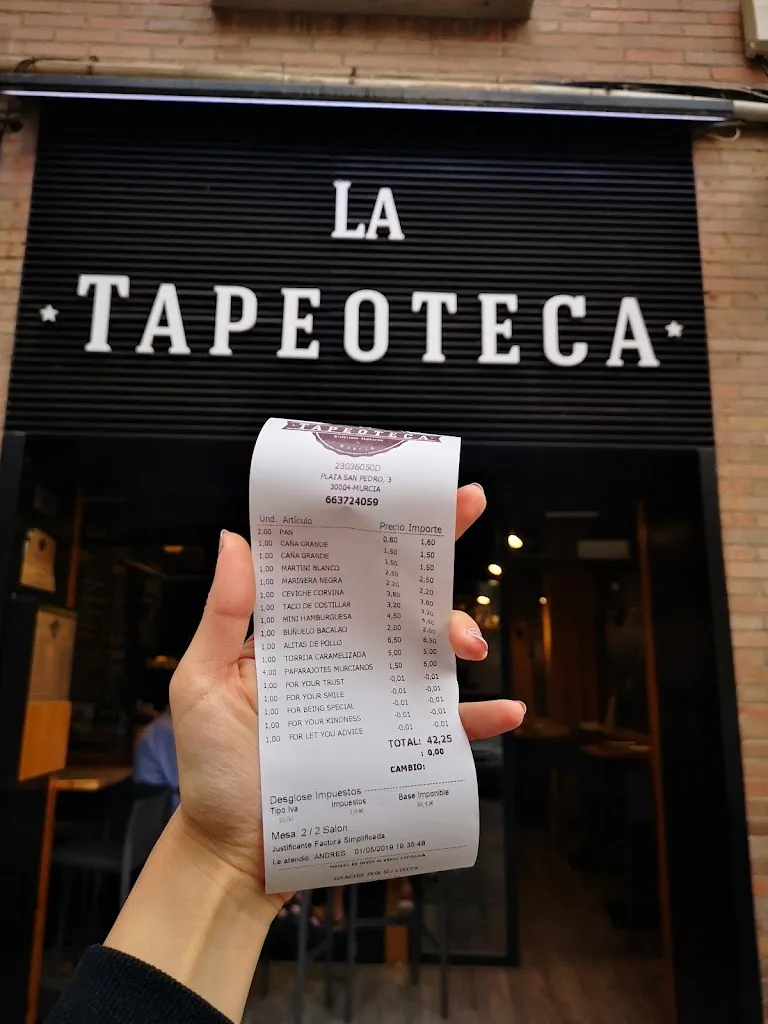 LA
TAPEOTECA
TAPEOTECA
MURCIA
23036050D
PLAZA SAN PEDRO, 3
30004-MURCIA
663724059
Und. Artículo Precio Importe
2,00 PAN 0,80 1,60
1,00 CAÑA GRANDE 1,50 1,50
1,00 CAÑA GRANDE 1,50 1,50
1,00 MARTINI BLANCO 2,50 2,50
1,00 MARINERA NEGRA 2,20 2,20
1,00 CEVICHE CORVINA 3,80 3,80
1,00 TACO DE COSTILLAR 3,20 3,20
1,00 MINI HAMBURGUESA 4,50 4,50
1,00 BUÑUELO BACALAO 2,00 2,00
1,00 ALITAS DE POLLO 8,50 8,50
1,00 TORRIJA CARAMELIZADA 5,00 5,00
4,00 PAPARAJOTES MURCIANOS 1,50 6,00
1,00 FOR YOUR TRUST -0,01 -0,01
1,00 FOR YOUR SMILE -0,01 -0,01
1,00 FOR BEING SPECIAL -0,01 -0,01
1,00 FOR YOUR KINDNESS -0,01 -0,01
1,00 FOR LET YOU ADVICE -0,01 -0,01
TOTAL: 42,25
: 0,00
CAMBIO:
Desglose Impuestos
Tipo Iva Impuestos Base Imponible
10,00
Mesa. 2 / 2 Salon
Justificante Factura Simplificada
Le atendio ANDRES 01/05/2019 19:35:48
GRACIAS POR SU VISITA